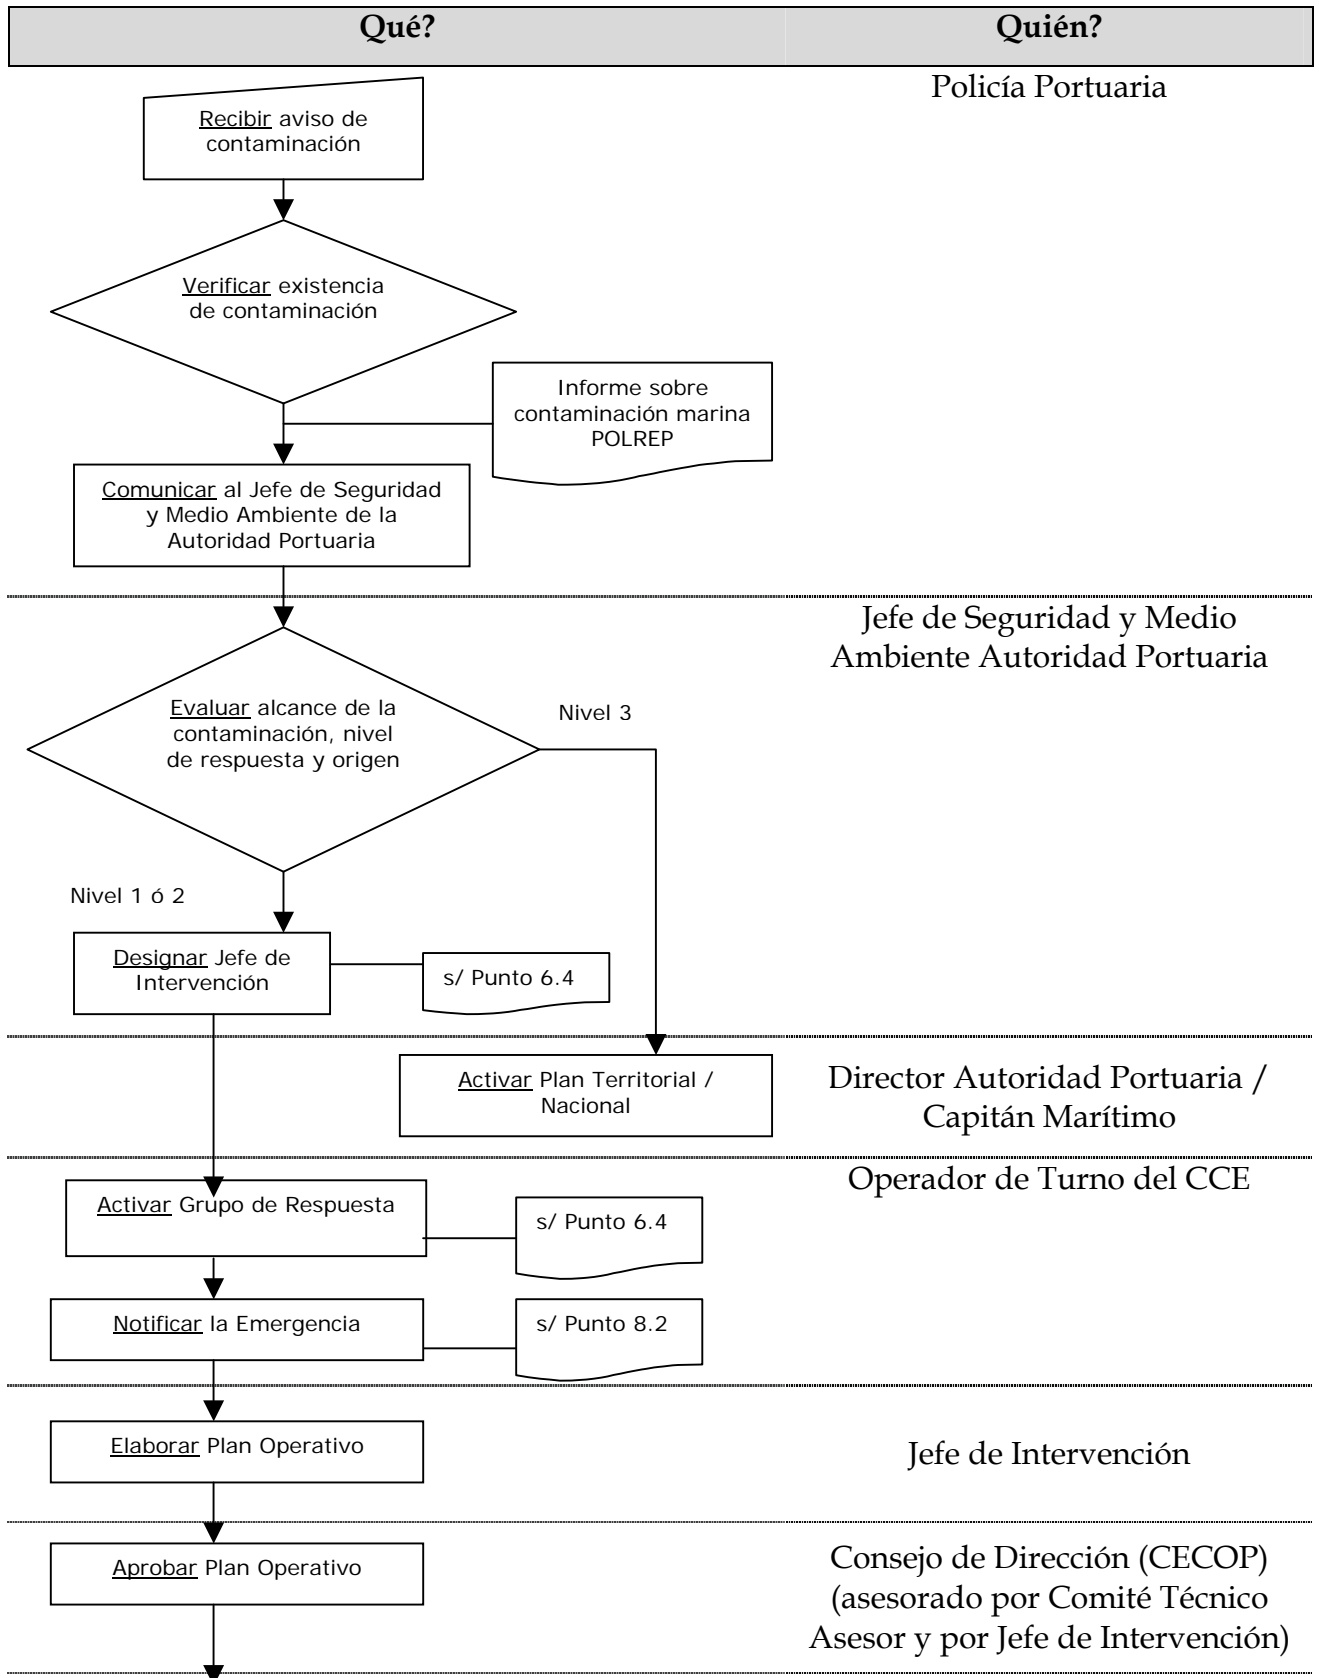 Qué?
Quién?
Policía Portuaria
Recibir aviso de
contaminación
Verificar existencia
de contaminación
Informe sobre
contaminación marina
POLREP
Comunicar al Jefe de Seguridad
y Medio Ambiente de la
Autoridad Portuaria
Jefe de Seguridad y Medio
Ambiente Autoridad Portuaria
Evaluar alcance de la
contaminación, nivel
de respuesta y origen
Nivel 3
Nivel 1 ó 2
Designar Jefe de
Intervención
s/ Punto 6.4
Activar Plan Territorial /
Nacional
Director Autoridad Portuaria /
Capitán Marítimo
Operador de Turno del CCE
Activar Grupo de Respuesta
s/ Punto 6.4
Notificar la Emergencia
s/ Punto 8.2
Elaborar Plan Operativo
Jefe de Intervención
Aprobar Plan Operativo
Consejo de Dirección (CECOP)
(asesorado por Comité Técnico
Asesor y por Jefe de Intervención)